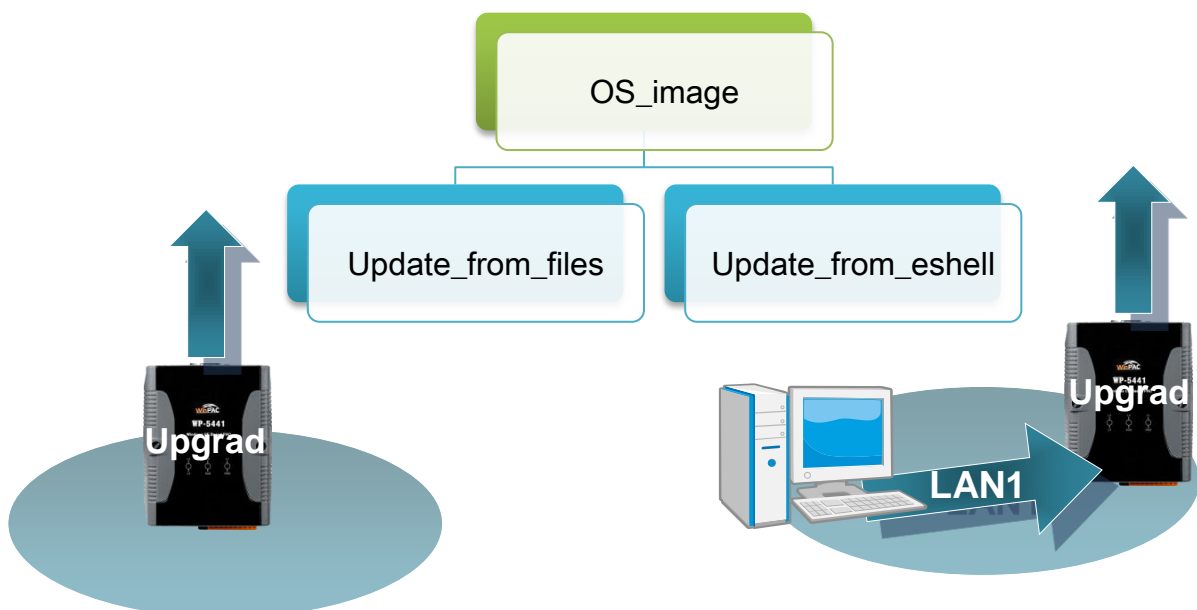 OS_image
Update_from_files
Update_from_eshell
WinPAC
WP-5441
Upgrad
WinPAC
WP-5441
Upgrad
LAN1